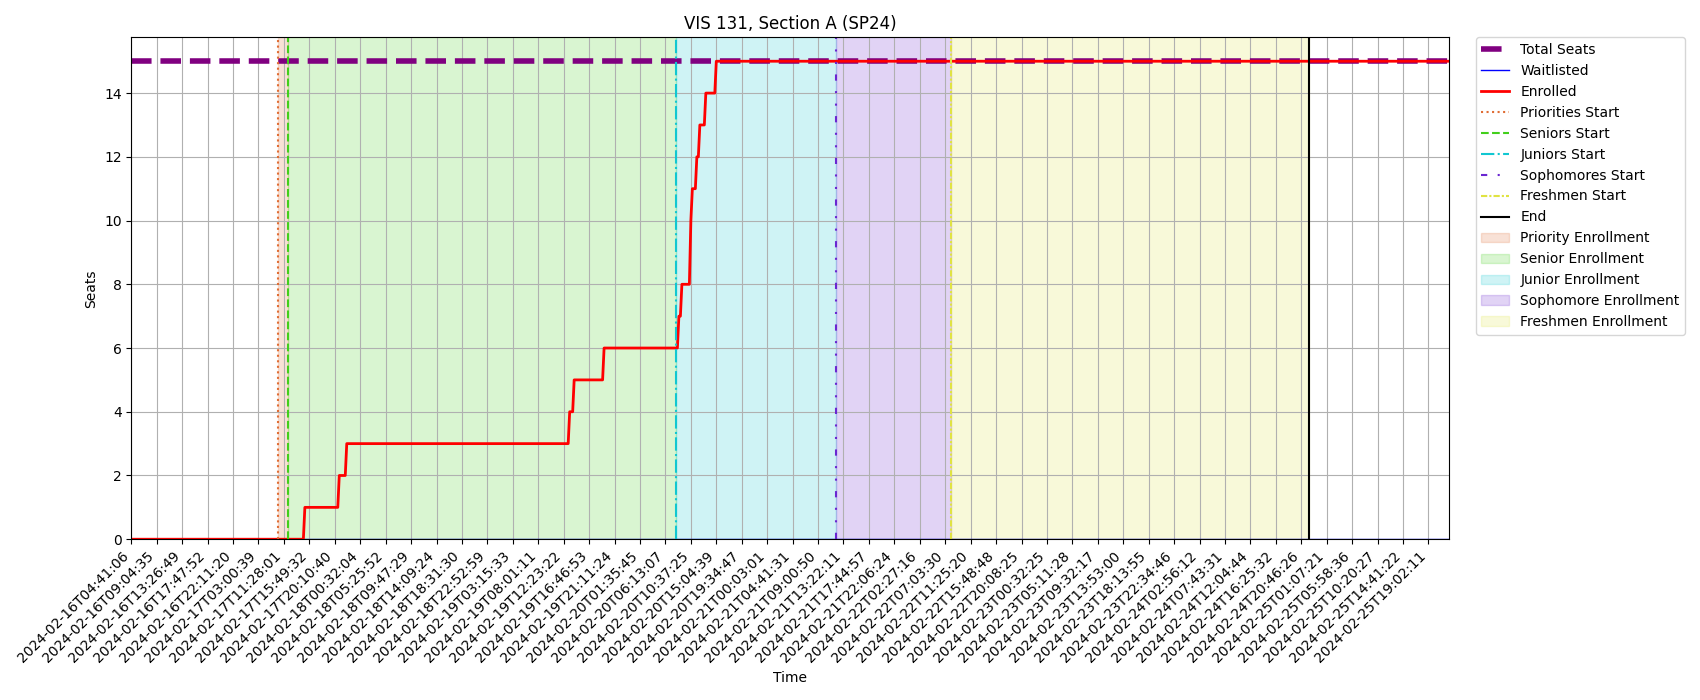 VIS 131, Section A (SP24)
Seats
14
12
10
8
6
4
2
0
2024-02-16T04:41:06
2024-02-16T09:04:35
2024-02-16T13:26:49
2024-02-16T17:47:52
2024-02-16T22:11:20
2024-02-17T03:00:39
2024-02-17T11:28:01
2024-02-17T15:49:32
2024-02-17T20:10:40
2024-02-18T00:32:04
2024-02-18T05:25:52
2024-02-18T09:47:29
2024-02-18T14:09:24
2024-02-18T18:31:30
2024-02-18T22:52:59
2024-02-19T03:15:33
2024-02-19T08:01:11
2024-02-19T12:23:22
2024-02-19T16:46:53
2024-02-19T21:11:24
2024-02-20T01:35:45
2024-02-20T06:13:07
2024-02-20T10:37:25
2024-02-20T15:04:39
2024-02-20T19:34:47
2024-02-21T00:03:01
2024-02-21T04:41:31
2024-02-21T09:00:50
2024-02-21T13:22:11
2024-02-21T17:44:57
2024-02-21T22:06:24
2024-02-22T02:27:16
2024-02-22T07:03:30
2024-02-22T11:25:20
2024-02-22T15:48:48
2024-02-22T20:08:25
2024-02-23T00:32:25
2024-02-23T05:11:28
2024-02-23T09:32:17
2024-02-23T13:53:00
2024-02-23T18:13:55
2024-02-23T22:34:46
2024-02-24T02:56:12
2024-02-24T07:43:31
2024-02-24T12:04:44
2024-02-24T16:25:32
2024-02-24T20:46:26
2024-02-25T01:07:21
2024-02-25T05:58:36
2024-02-25T10:20:27
2024-02-25T14:41:22
2024-02-25T19:02:11
Time
Total Seats
Waitlisted
Enrolled
Priorities Start
Seniors Start
Juniors Start
Sophomores Start
Freshmen Start
End
Priority Enrollment
Senior Enrollment
Junior Enrollment
Sophomore Enrollment
Freshmen Enrollment